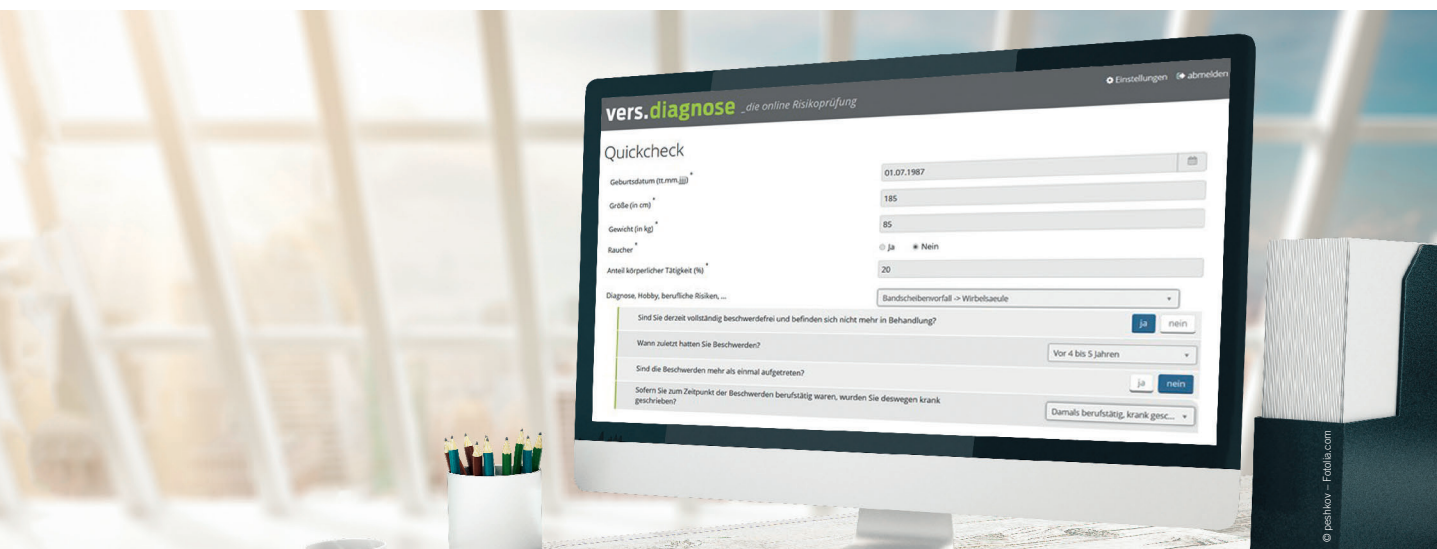 Einstellungen abmelden
vers.diagnose _die online Risikoprüfung
Quickcheck
Geburtsdatum (tt.mm.jjjj)*
01.07.1987
Größe (in cm)*
185
Gewicht (in kg)*
85
Raucher*
Ja Nein
Anteil körperlicher Tätigkeit (%)*
20
Diagnose, Hobby, berufliche Risiken, ...
Bandscheibenvorfall -> Wirbelsaeule
Sind Sie derzeit vollständig beschwerdefrei und befinden sich nicht mehr in Behandlung?
ja nein
Wann zuletzt hatten Sie Beschwerden?
Vor 4 bis 5 Jahren
Sind die Beschwerden mehr als einmal aufgetreten?
ja nein
Sofern Sie zum Zeitpunkt der Beschwerden berufstätig waren, wurden Sie deswegen krank
geschrieben?
Damals berufstätig, krank gesc...
© peshkov – Fotolia.com